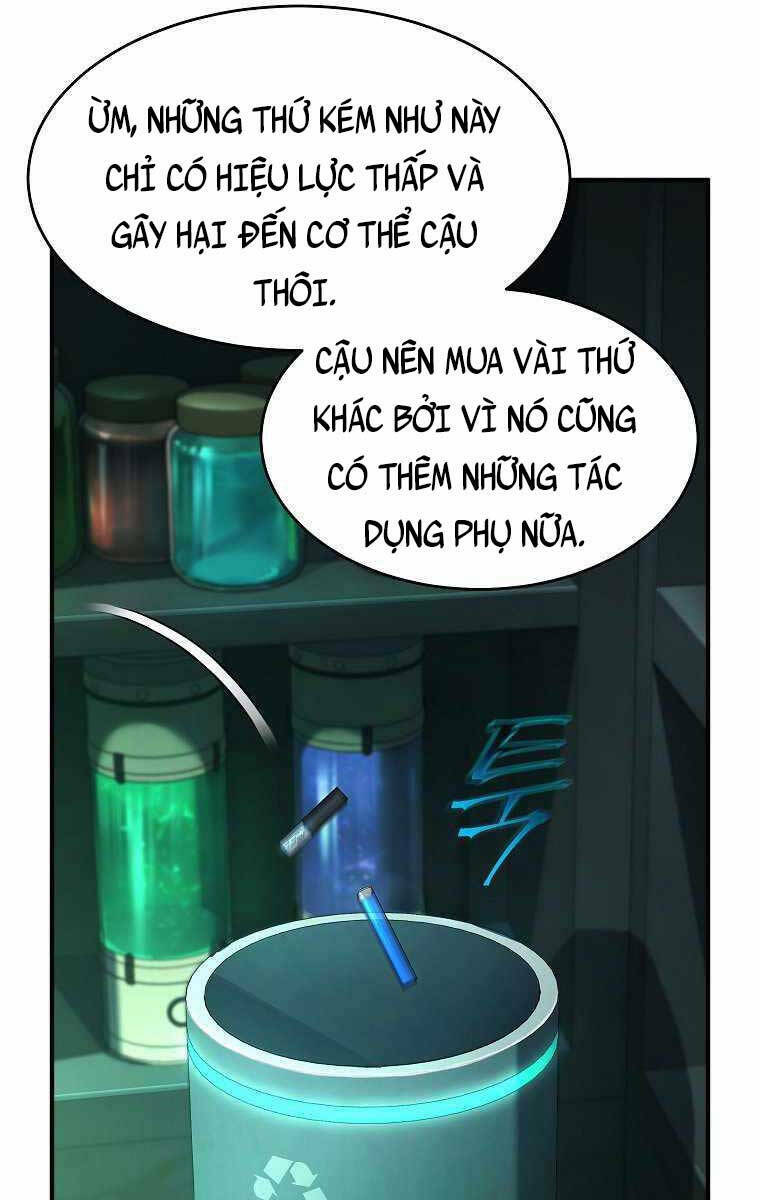 ỪM, NHỮNG THỨ KÉM NHƯ NÀY
CHỈ CÓ HIỆU LỰC THẤP VÀ
GÂY HẠI ĐẾN CƠ THỂ CẬU
THÔI.
CẬU NÊN MUA VÀI THỨ
KHÁC BỞI VÌ NÓ CŨNG
CÓ THÊM NHỮNG TÁC
DỤNG PHỤ NỮA.
툭